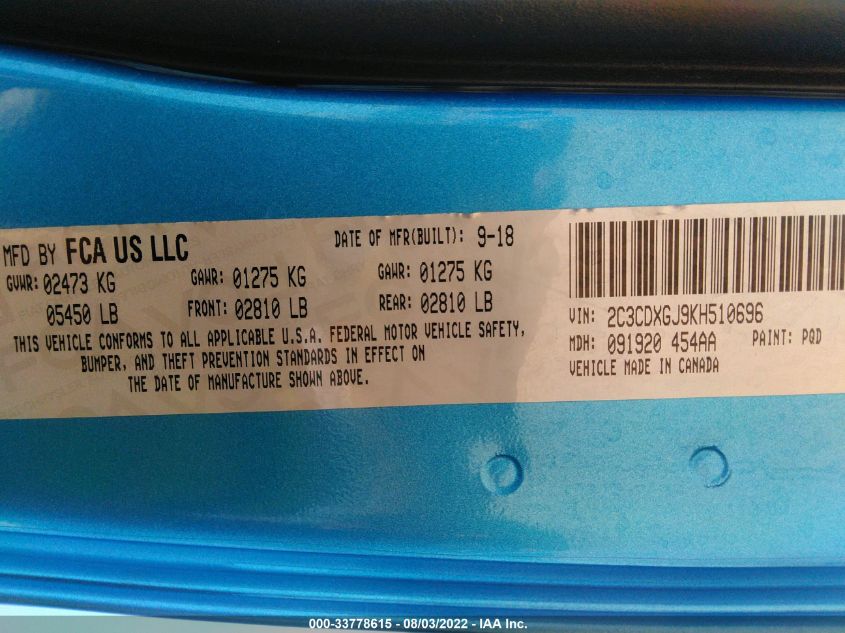 MFD BY FCA US LLC DATE OF MFR(BUILT): 9-18
GVWR: 02473 KG GAWR: 01275 KG GAWR: 01275 KG
05450 LB FRONT: 02810 LB REAR: 02810 LB
THIS VEHICLE CONFORMS TO ALL APPLICABLE U.S.A. FEDERAL MOTOR VEHICLE SAFETY,
BUMPER, AND THEFT PREVENTION STANDARDS IN EFFECT ON
THE DATE OF MANUFACTURE SHOWN ABOVE.
VIN: 2C3CDXGJ9KH510696
MDH: 091920 454AA PAINT: PQD
VEHICLE MADE IN CANADA
000-33778615 - 08/03/2022 - IAA Inc.